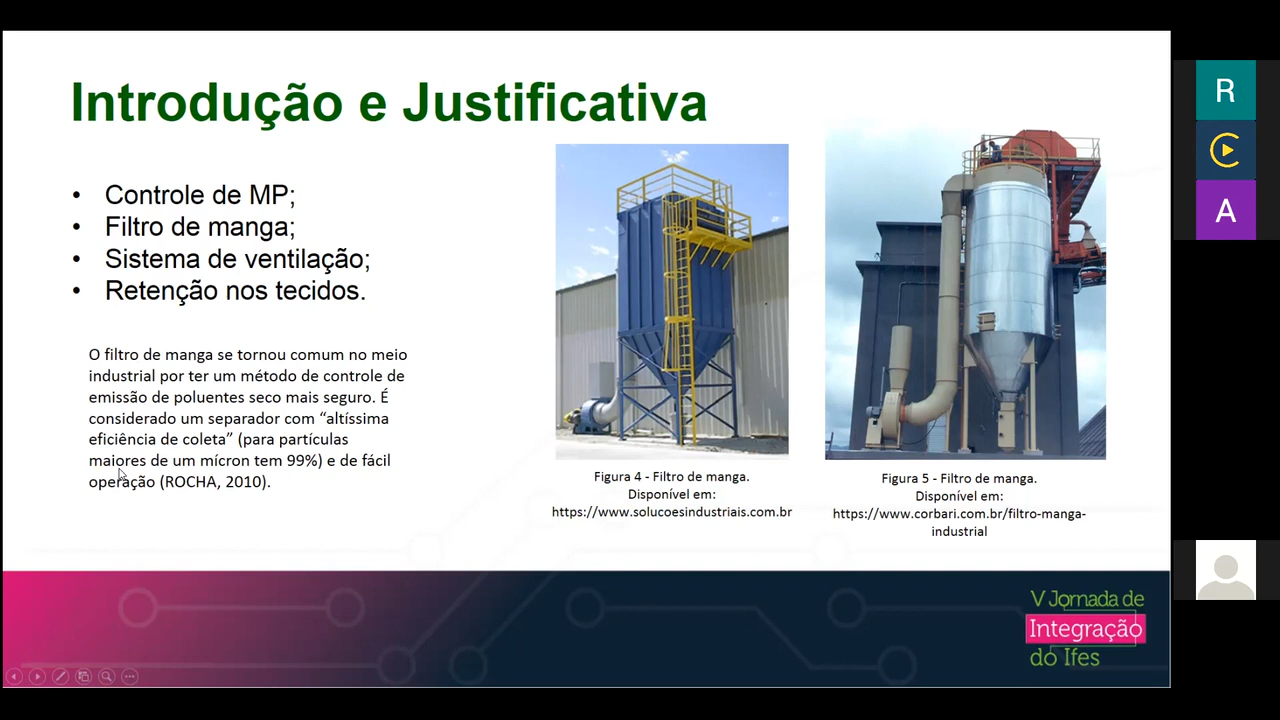 Introdução e Justificativa
• Controle de MP;
• Filtro de manga;
• Sistema de ventilação;
• Retenção nos tecidos.
O filtro de manga se tornou comum no meio
industrial por ter um método de controle de
emissão de poluentes seco mais seguro. É
considerado um separador com “altíssima
eficiência de coleta” (para partículas
maiores de um mícron tem 99%) e de fácil
operação (ROCHA, 2010).
Figura 4 - Filtro de manga.
Disponível em:
https://www.solucoesindustriais.com.br
Figura 5 - Filtro de manga.
Disponível em:
https://www.corbari.com.br/filtro-manga-
industrial
V Jornada de
Integração
do Ifes
R
C
A